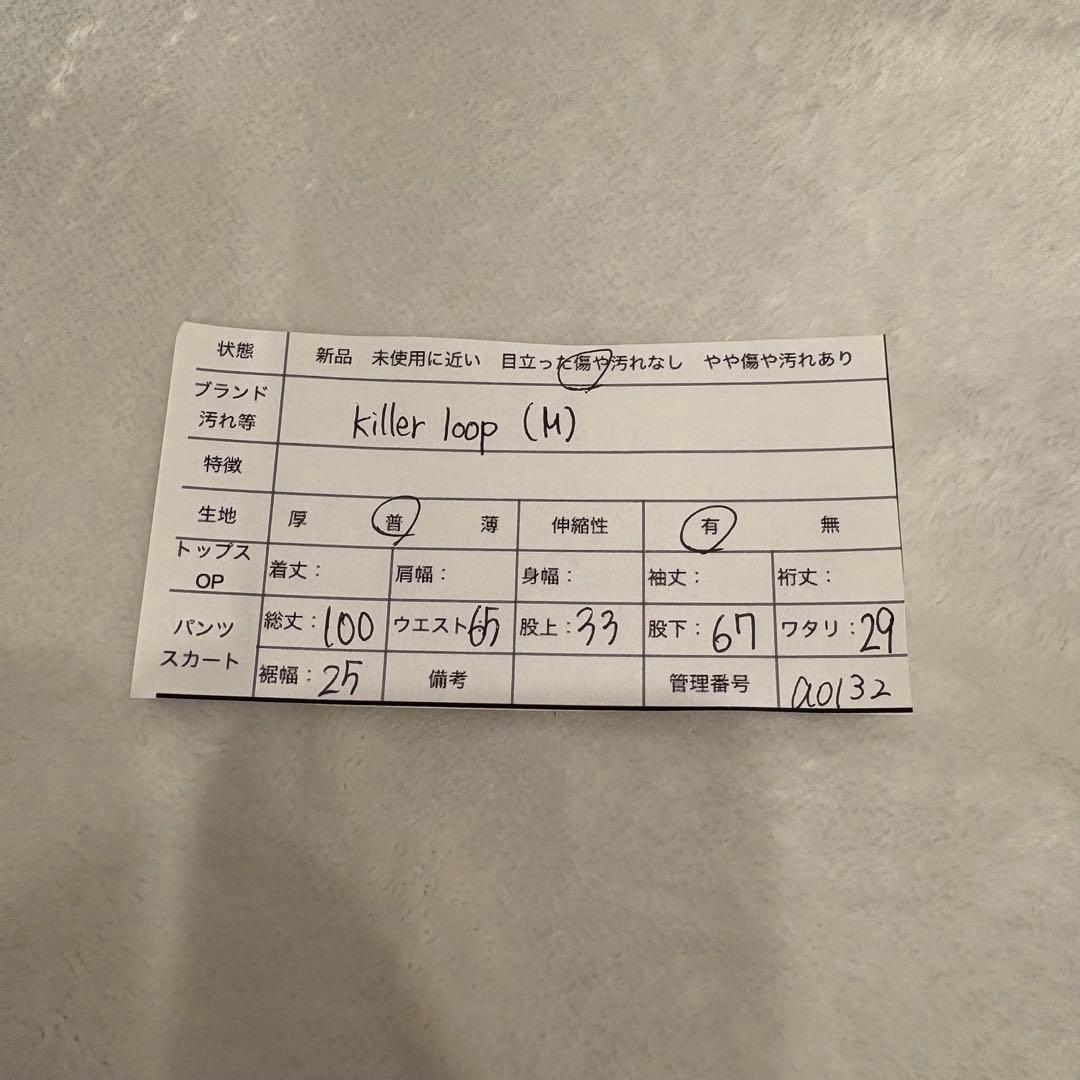 状態 新品 未使用に近い 目立った傷や汚れなし やや傷や汚れあり
ブランド
汚れ等 killer loop (M)
特徴
生地 厚 普 薄 伸縮性 有 無
トップス
OP 着丈: 肩幅: 身幅: 袖丈: 裄丈:
パンツ
スカート 総丈:100 ウエスト65 股上:33 股下:67 ワタリ:29
裾幅:25 備考 管理番号 a0132